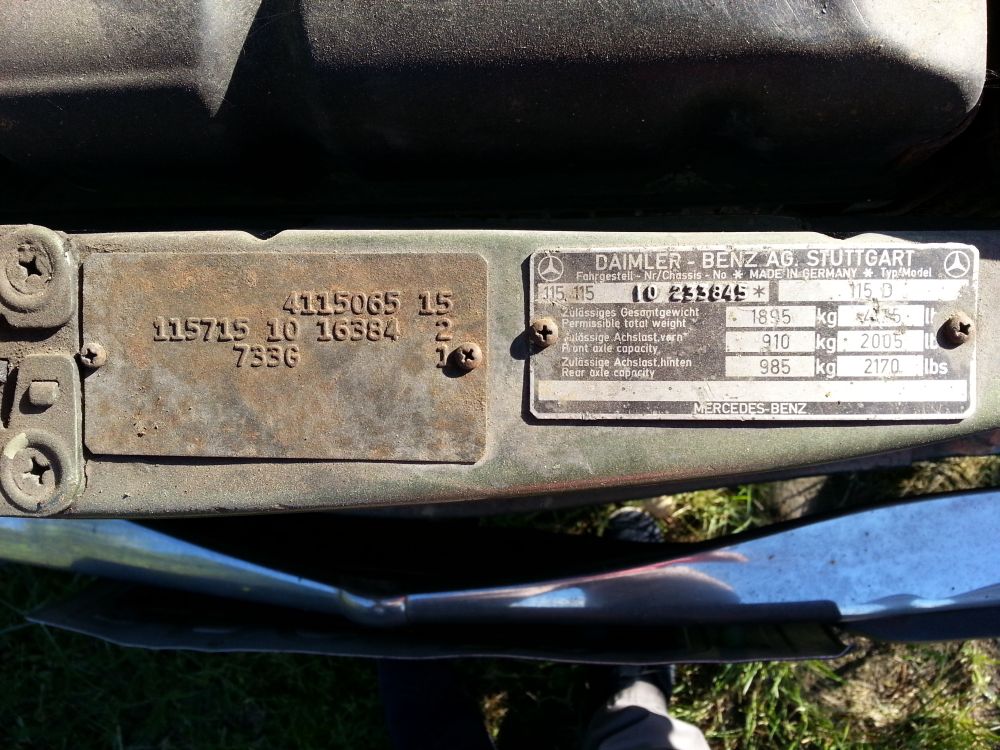 4115065 15
115715 10 16384 2
733G 1
DAIMLER - BENZ AG. STUTTGART
Fahrgestell - Nr/Chassis - No * MADE IN GERMANY * Typ/Model
115.115 10 233845 * 115 D
Zulässiges Gesamtgewicht
Permissible total weight
1895 kg lb
Zulässige Achslast, vorn
Front axle capacity
910 kg 2005 lb
Zulässige Achslast, hinten
Rear axle capacity
985 kg 2170 lbs
MERCEDES-BENZ